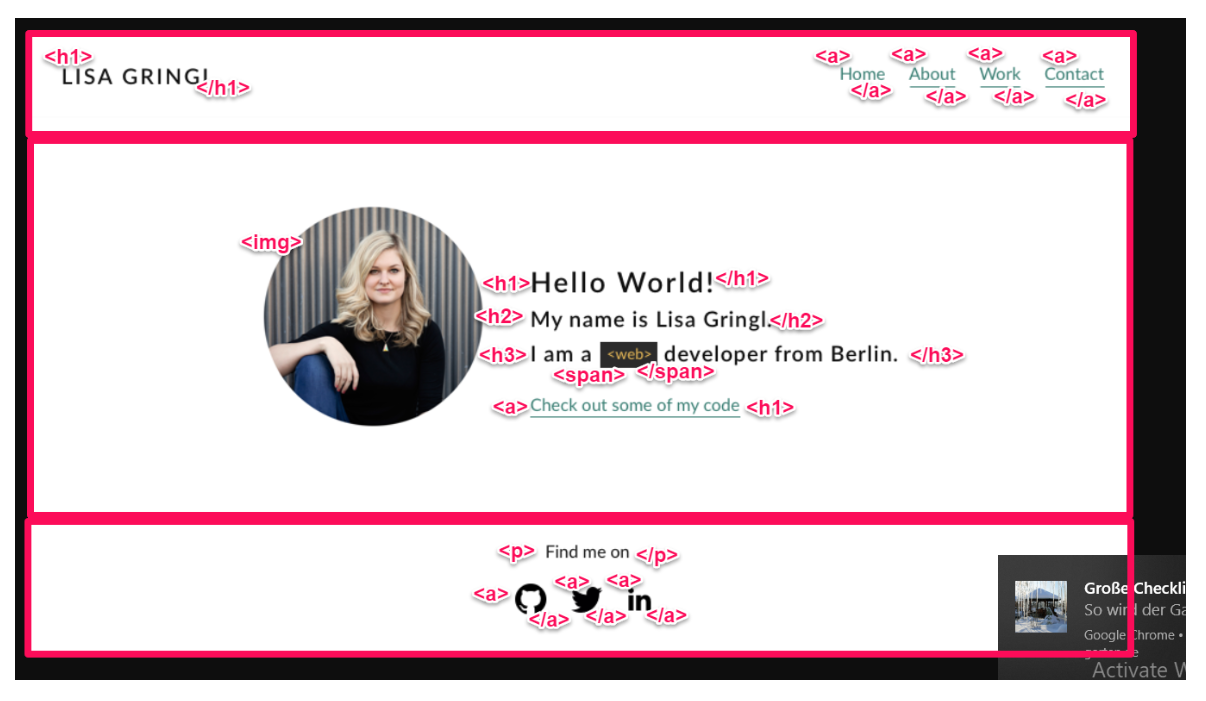 <h1>
LISA GRINGL
</h1>
<a> <a> <a> <a>
Home About Work Contact
</a> </a> </a> </a>
<img>
<h1>Hello World!</h1>
<h2> My name is Lisa Gringl.</h2>
<h3> I am a <web> developer from Berlin. </h3>
<span> </span>
<a> Check out some of my code <h1>
<p> Find me on </p>
<a> <a> <a>
in
</a> </a> </a>
Große Checkli
So wird der Ga
Google Chrome •
Activate W